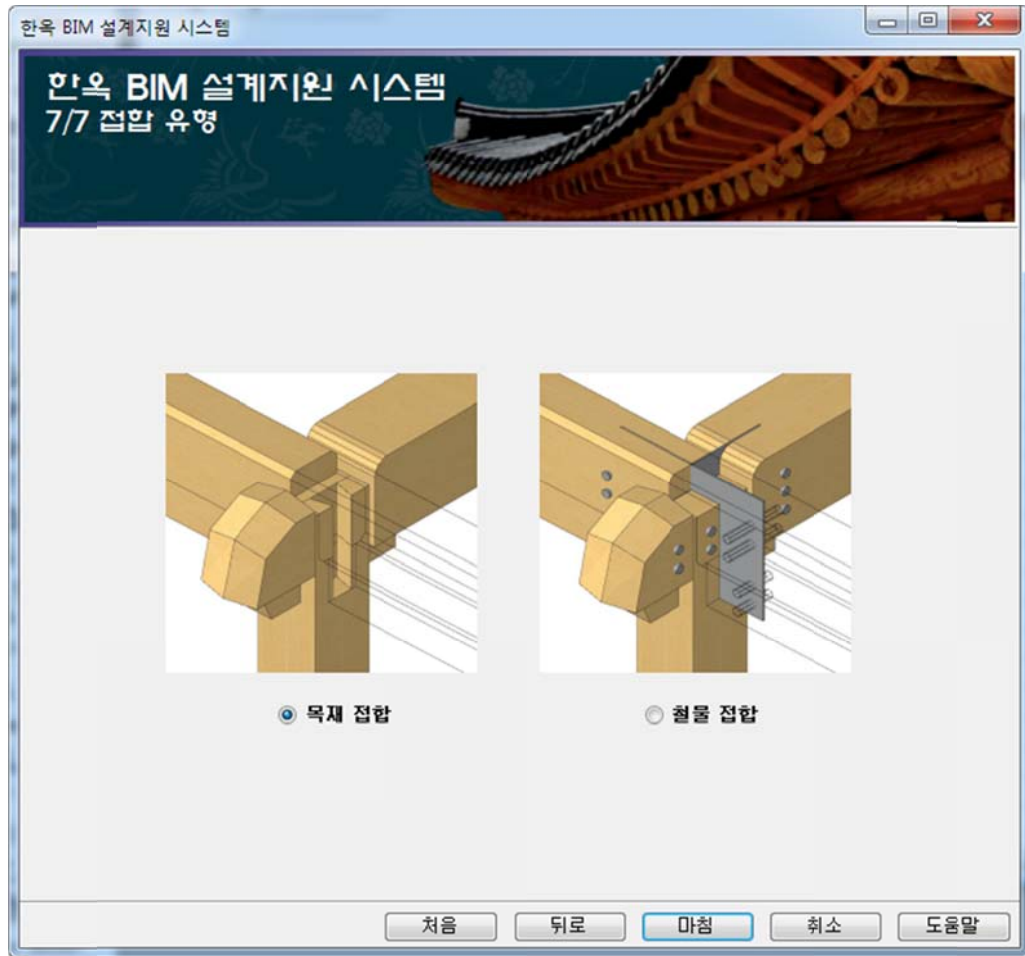 한옥 BIM 설계지원 시스템
한옥 BIM 설계지원 시스템
7/7 접합 유형
목재 접합
철물 접합
처음
뒤로
마침
취소
도움말